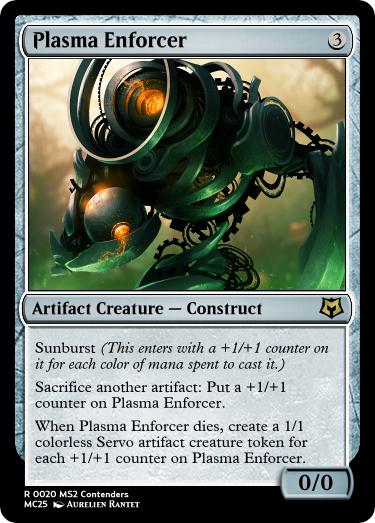 Plasma Enforcer 3
Artifact Creature — Construct
Sunburst (This enters with a +1/+1 counter on
it for each color of mana spent to cast it.)
Sacrifice another artifact: Put a +1/+1
counter on Plasma Enforcer.
When Plasma Enforcer dies, create a 1/1
colorless Servo artifact creature token for
each +1/+1 counter on Plasma Enforcer.
0/0
R 0020 MS2 Contenders
MC25 Aurelien Rantet